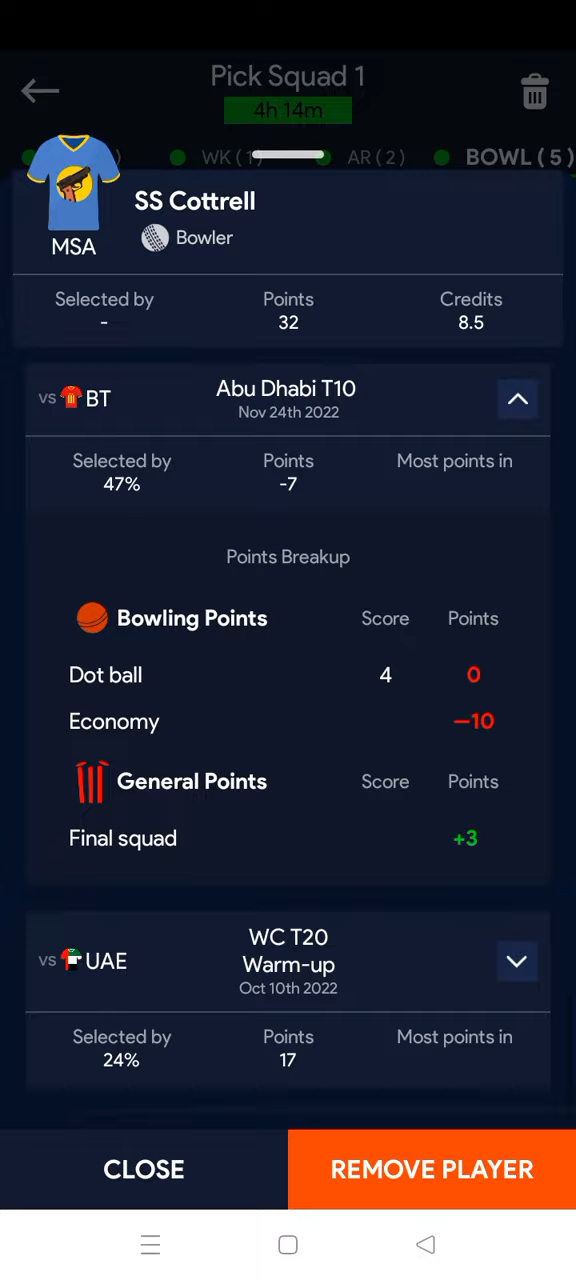 Pick Squad 1
4h 14m
WK ( 1
AR ( 2 )
BOWL ( 5 )
SS Cottrell
MSA
Bowler
Selected by
Points
Credits
-
32
8.5
vs BT
Abu Dhabi T10
Nov 24th 2022
Selected by
Points
Most points in
47%
-7
Points Breakup
Bowling Points
Score
Points
Dot ball
4
0
Economy
–10
General Points
Score
Points
Final squad
+3
vs UAE
WC T20
Warm-up
Oct 10th 2022
Selected by
Points
Most points in
24%
17
CLOSE
REMOVE PLAYER